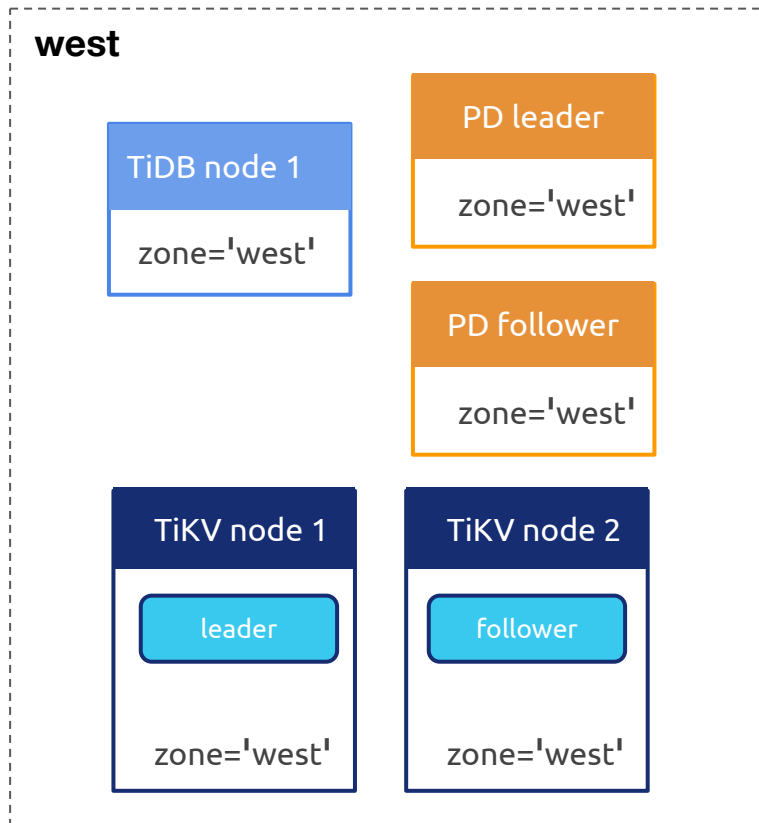 west
TiDB node 1
zone='west'
PD leader
zone='west'
PD follower
zone='west'
TiKV node 1
leader
zone='west'
TiKV node 2
follower
zone='west'